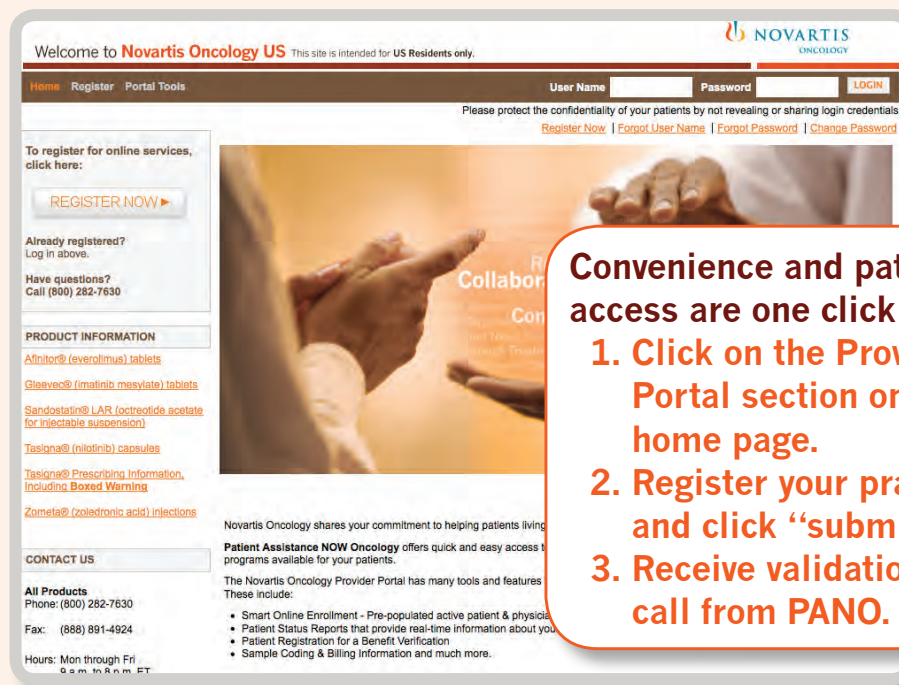 Welcome to Novartis Oncology US This site is intended for US Residents only.
NOVARTIS
ONCOLOGY
Home Register Portal Tools User Name Password LOGIN
Please protect the confidentiality of your patients by not revealing or sharing login credentials
Register Now | Forgot User Name | Forgot Password | Change Password
To register for online services,
click here:
REGISTER NOW ►
Already registered?
Log in above.
Have questions?
Call (800) 282-7630
PRODUCT INFORMATION
Afinitor® (everolimus) tablets
Gleevec® (imatinib mesylate) tablets
Sandostatin® LAR (octreotide acetate
for injectable suspension)
Tasigna® (nilotinib) capsules
Tasigna® Prescribing Information,
Including Boxed Warning
Zometa® (zoledronic acid) injections
CONTACT US
All Products
Phone: (800) 282-7630
Fax: (888) 891-4924
Hours: Mon through Fri
9 a.m. to 8 p.m. ET
Convenience and
access are one click
1. Click on the
Portal section
home page.
2. Register your
and click “
3. Receive
call from PANO.
Novartis Oncology shares your commitment to helping patients living
Patient Assistance NOW Oncology offers quick and easy access
programs available for your patients.
The Novartis Oncology Provider Portal has many tools and features
These include:
• Smart Online Enrollment - Pre-populated active patient &
• Patient Status Reports that provide real-time information about
• Patient Registration for a Benefit Verification
• Sample Coding & Billing Information and much more.